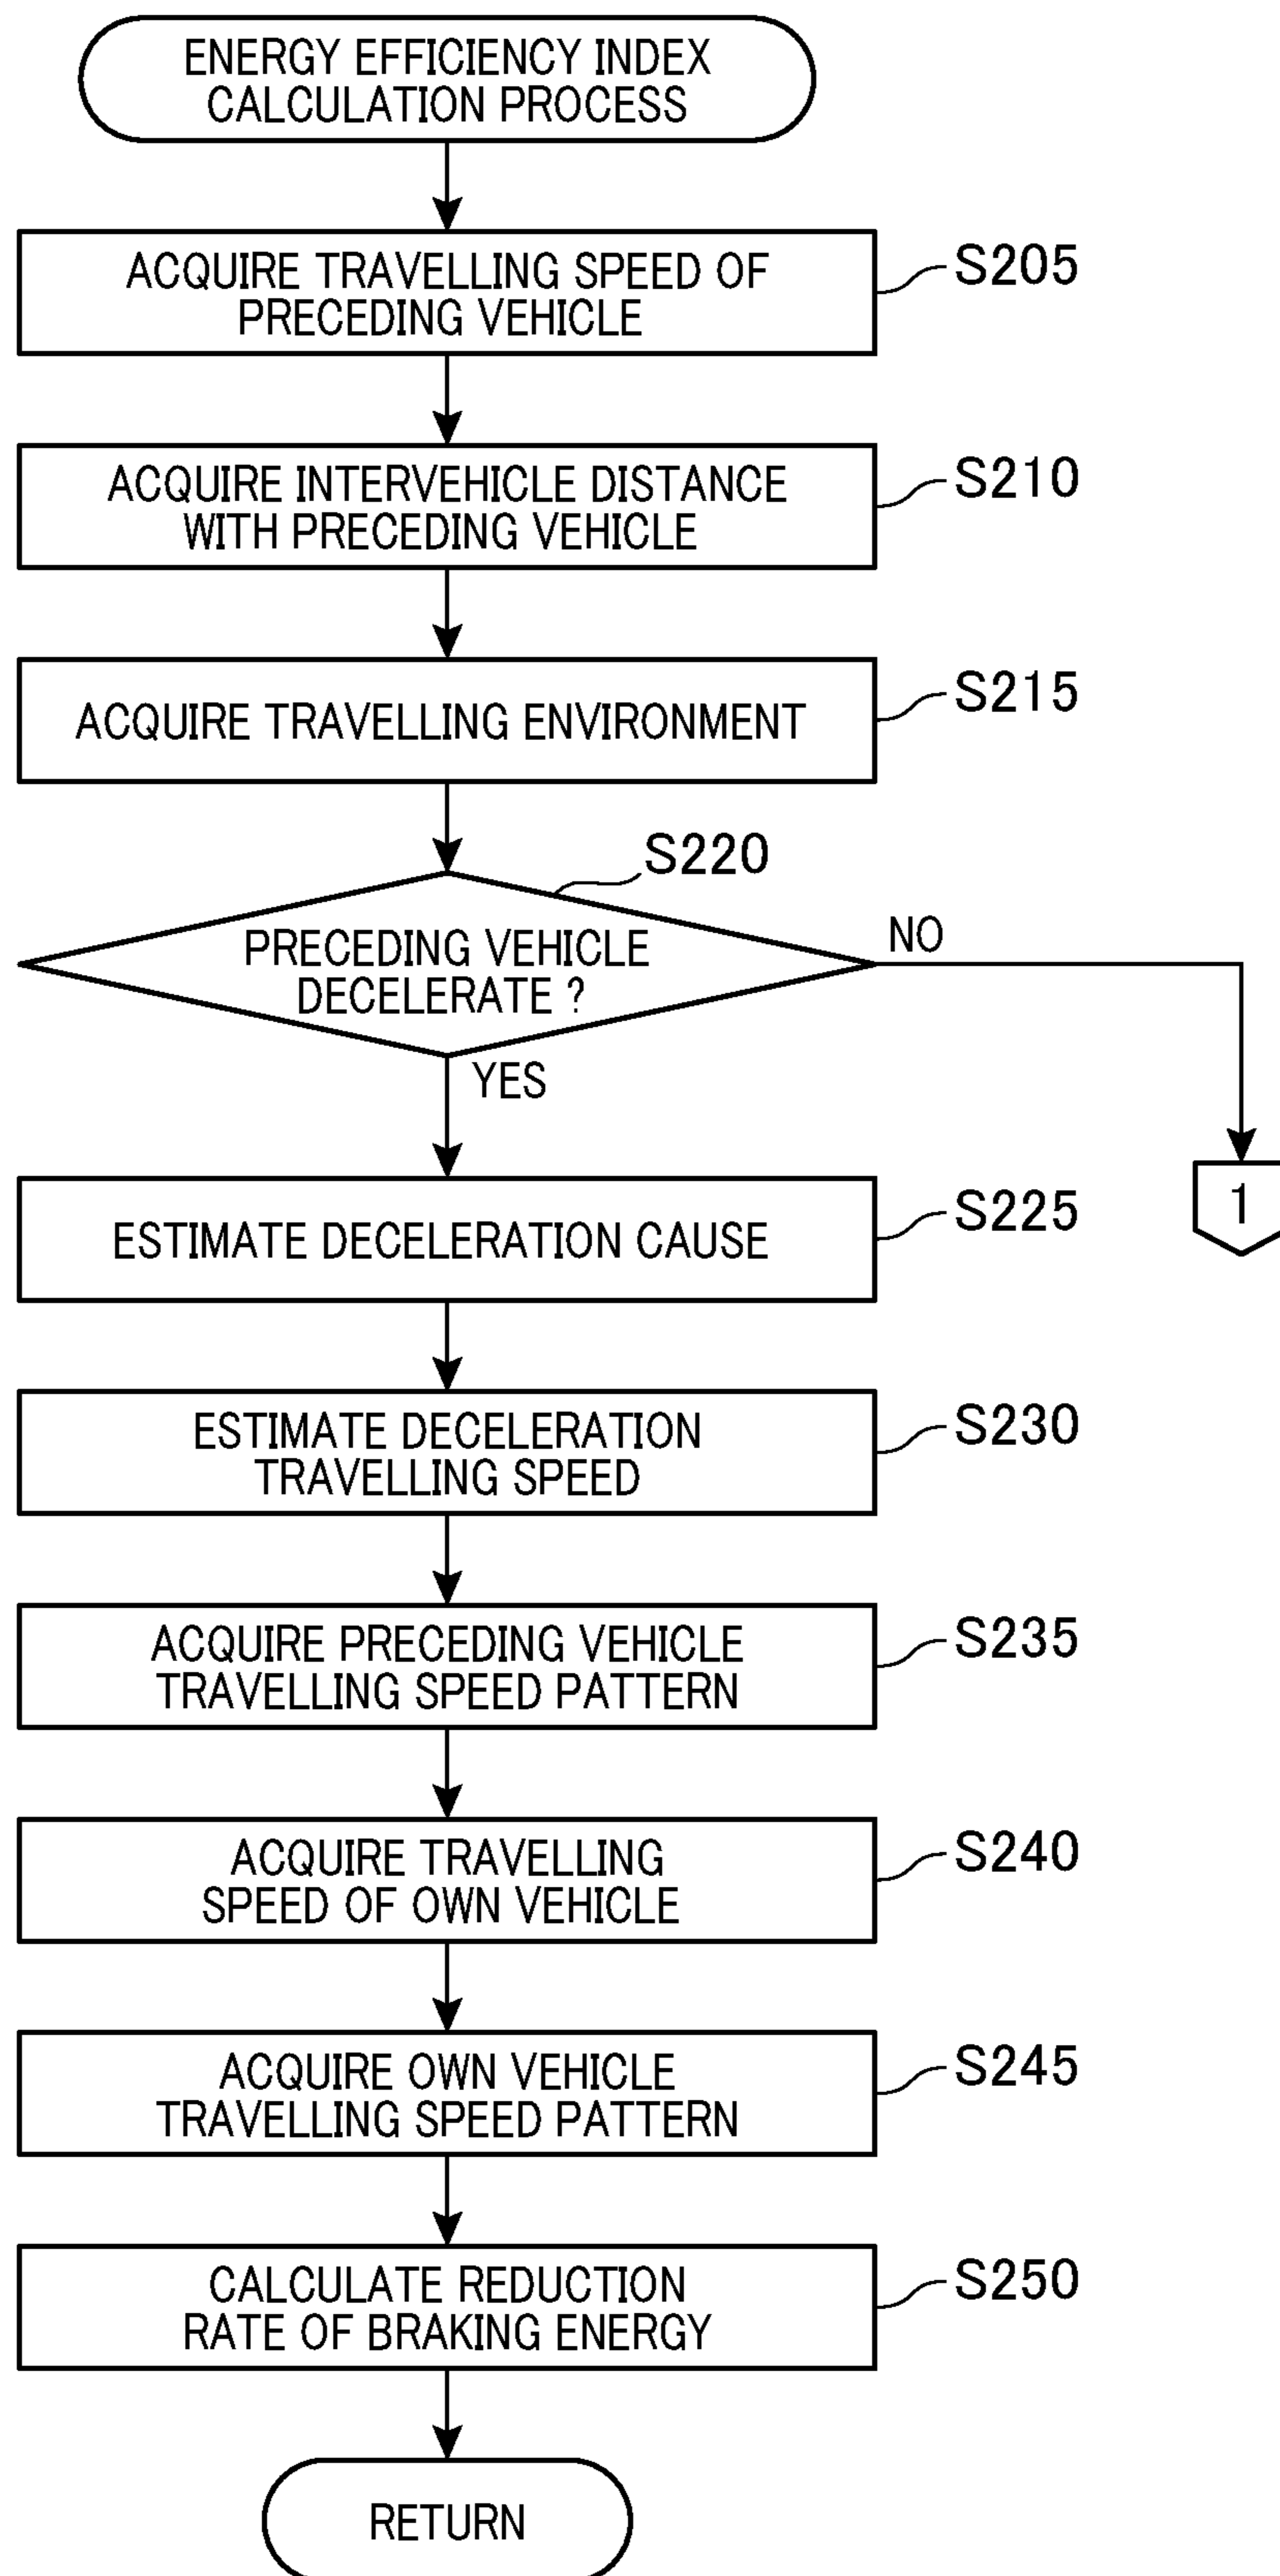 ENERGY EFFICIENCY INDEX
CALCULATION PROCESS
ACQUIRE TRAVELLING SPEED OF
PRECEDING VEHICLE
S205
ACQUIRE INTERVEHICLE DISTANCE
WITH PRECEDING VEHICLE
S210
ACQUIRE TRAVELLING ENVIRONMENT
S215
S220
PRECEDING VEHICLE
DECELERATE ?
NO
YES
1
ESTIMATE DECELERATION CAUSE
S225
ESTIMATE DECELERATION
TRAVELLING SPEED
S230
ACQUIRE PRECEDING VEHICLE
TRAVELLING SPEED PATTERN
S235
ACQUIRE TRAVELLING
SPEED OF OWN VEHICLE
S240
ACQUIRE OWN VEHICLE
TRAVELLING SPEED PATTERN
S245
CALCULATE REDUCTION
RATE OF BRAKING ENERGY
S250
RETURN